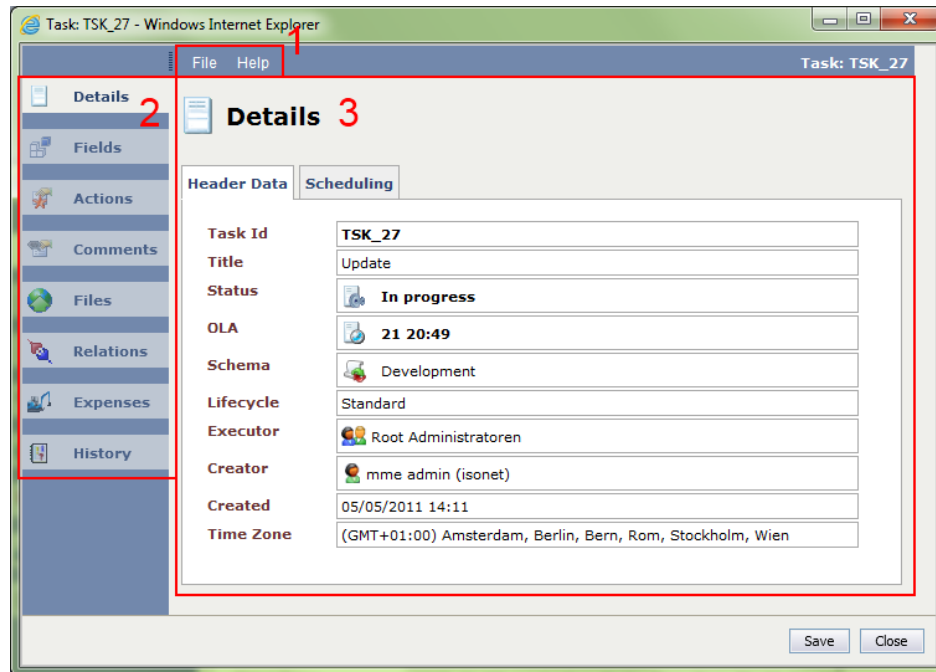 Task: TSK_27 - Windows Internet Explorer
1
File Help Task: TSK_27
Details
2
Fields
Actions
Comments
Files
Relations
Expenses
History
Details 3
Header Data Scheduling
Task Id TSK_27
Title Update
Status In progress
OLA 21 20:49
Schema Development
Lifecycle Standard
Executor Root Administratoren
Creator mme admin (isonet)
Created 05/05/2011 14:11
Time Zone (GMT+01:00) Amsterdam, Berlin, Bern, Rom, Stockholm, Wien
Save Close